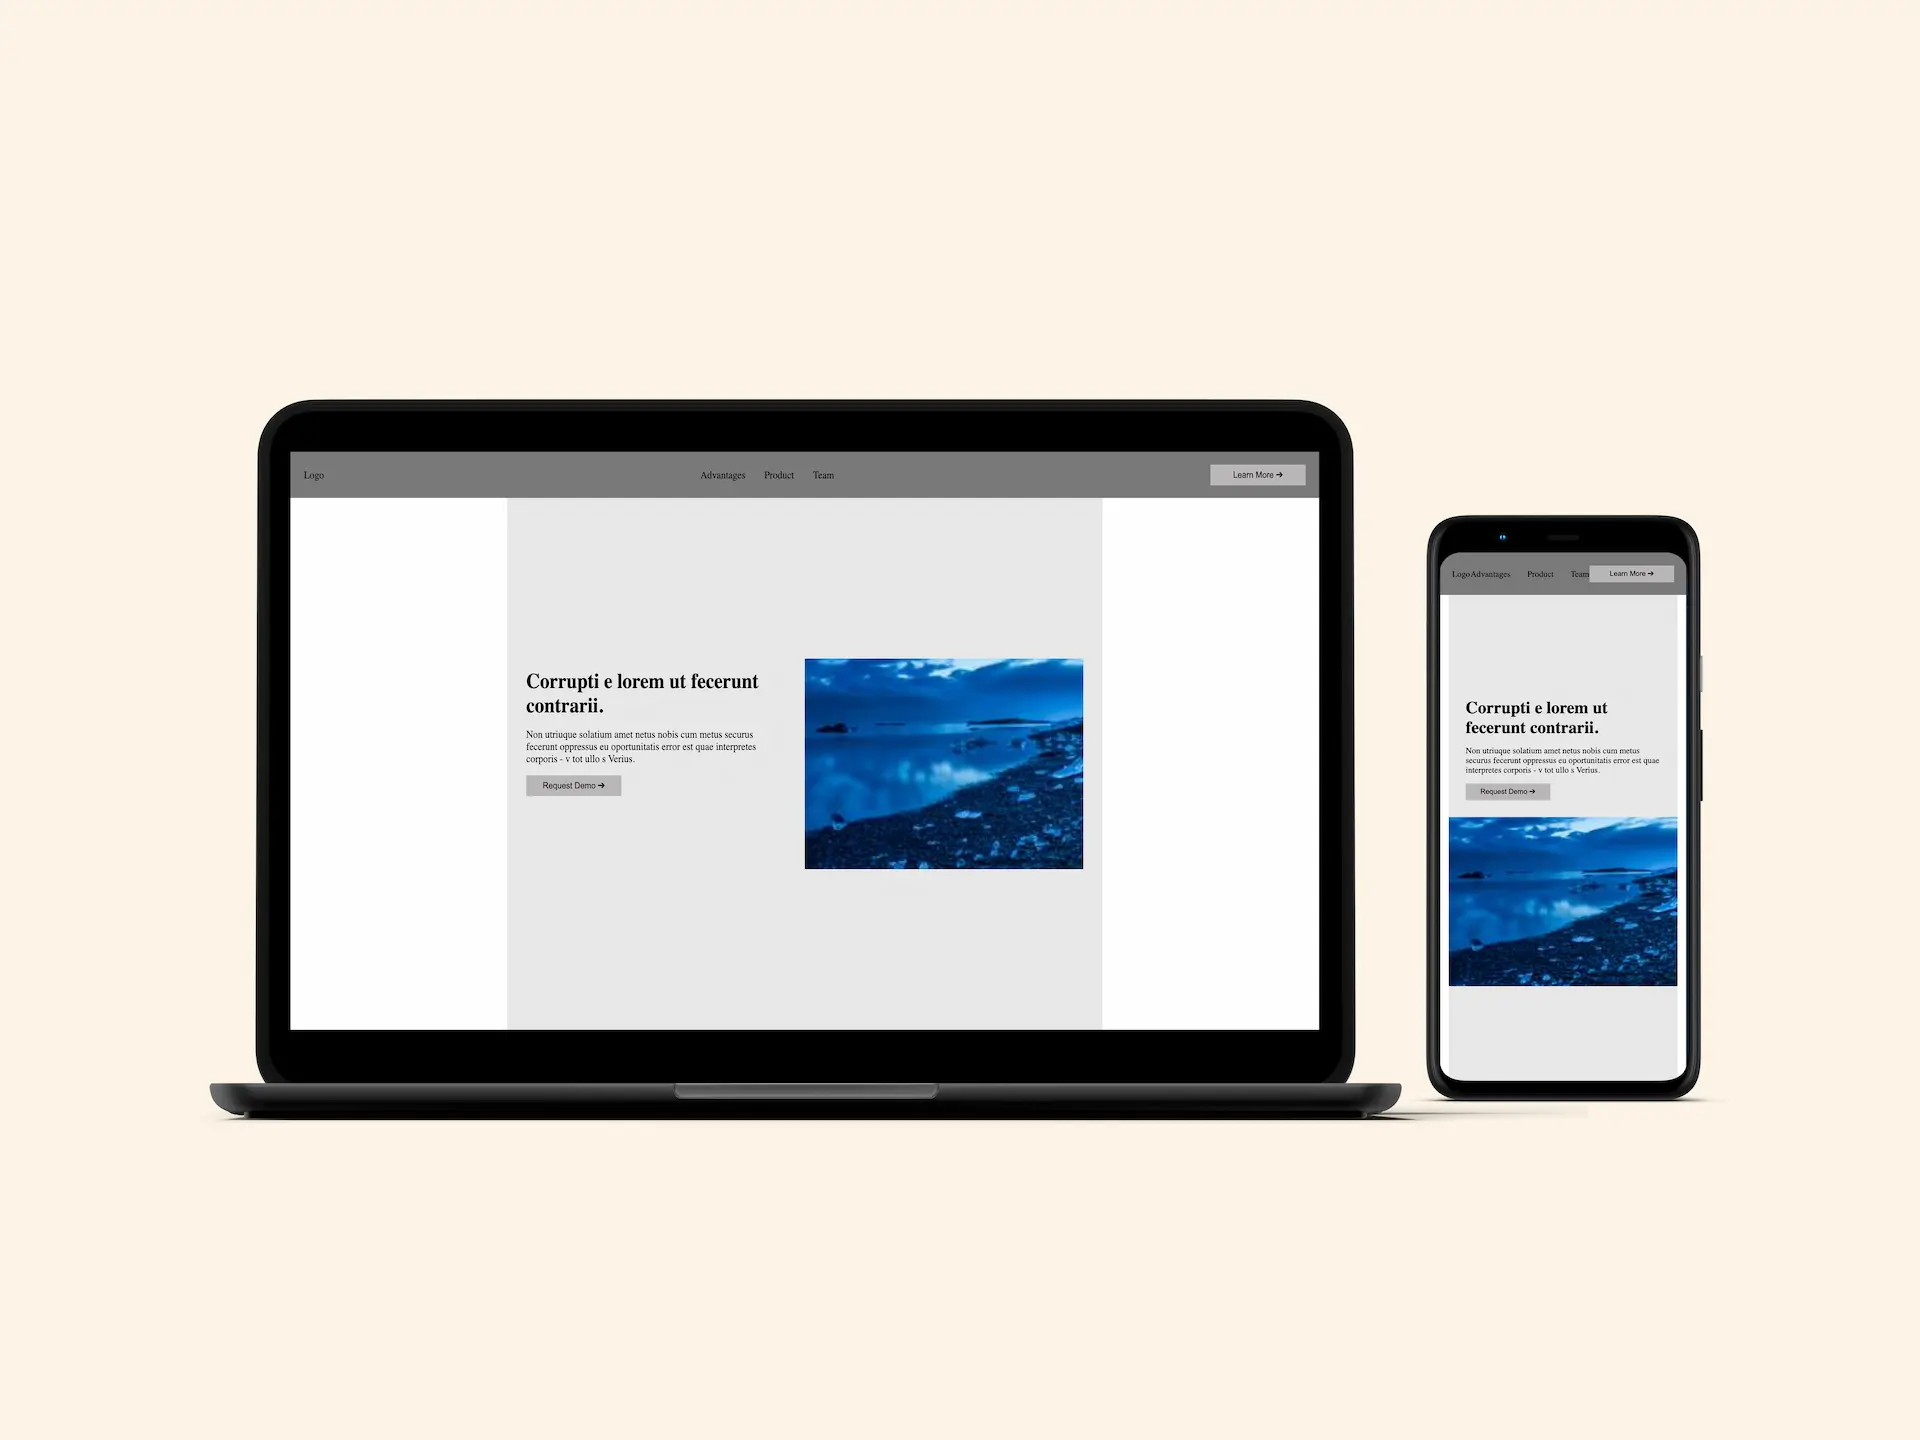 Logo
Advantages Product Team
Learn More →
Corrupti e lorem ut fecerunt
contrarii.
Non utriuque solatium amet netus nobis cum metus securus
fecerunt oppressus eu oportunitatis error est quae interpretes
corporis - v tot ullo s Verius.
Request Demo →
LogoAdvantages Product Team
Learn More →
Corrupti e lorem ut
fecerunt contrarii.
Non utriuque solatium amet netus nobis cum metus
securus fecerunt oppressus eu oportunitatis error est quae
interpretes corporis - v tot ullo s Verius.
Request Demo →